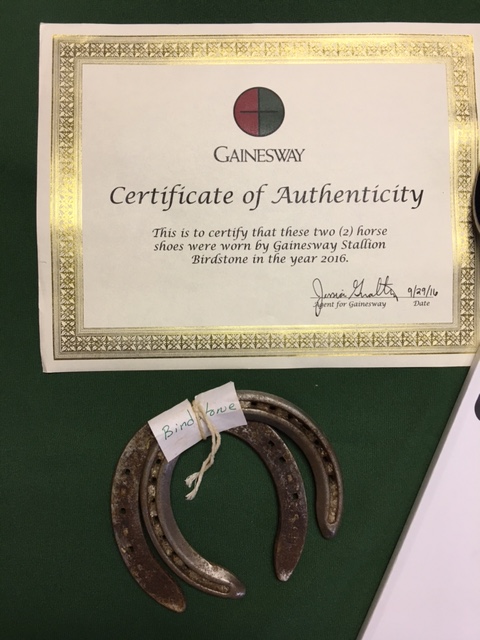 GAINESWAY
Certificate of Authenticity
This is to certify that these two (2) horse
shoes were worn by Gainesway Stallion
Birdstone in the year 2016.
9/29/16
Agent for Gainesway Date
Birdstone